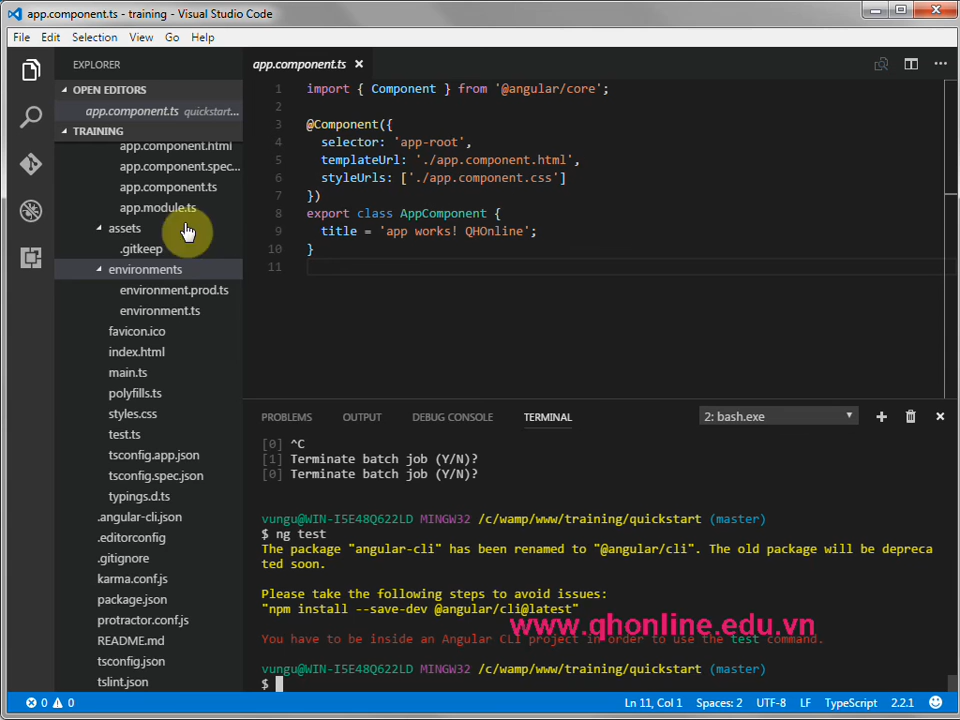 app.component.ts - training - Visual Studio Code
File Edit Selection View Go Help
EXPLORER
OPEN EDITORS
app.component.ts quickstart...
TRAINING
app.component.html
app.component.spec...
app.component.ts
app.module.ts
assets
.gitkeep
environments
environment.prod.ts
environment.ts
favicon.ico
index.html
main.ts
polyfills.ts
styles.css
test.ts
tsconfig.app.json
tsconfig.spec.json
typings.d.ts
.angular-cli.json
.editorconfig
.gitignore
karma.conf.js
package.json
protractor.conf.js
README.md
tsconfig.json
tslint.json
app.component.ts
1 import { Component } from '@angular/core';
2
3 @Component({
4 selector: 'app-root',
5 templateUrl: './app.component.html',
6 styleUrls: ['./app.component.css']
7 })
8 export class AppComponent {
9 title = 'app works! QHOnline';
10 }
11
PROBLEMS OUTPUT DEBUG CONSOLE TERMINAL 2: bash.exe
[0] ^C
[1] Terminate batch job (Y/N)?
[0] Terminate batch job (Y/N)?
vungu@WIN-I5E48Q622LD MINGW32 /c/wamp/www/training/quickstart (master)
$ ng test
The package "angular-cli" has been renamed to "@angular/cli". The old package will be depreca
ted soon.
Please take the following steps to avoid issues:
"npm install --save-dev @angular/cli@latest"
www.qhonline.edu.vn
You have to be inside an Angular CLI project in order to use the test command.
vungu@WIN-I5E48Q622LD MINGW32 /c/wamp/www/training/quickstart (master)
$
0 0 Ln 11, Col 1 Spaces: 2 UTF-8 LF TypeScript 2.2.1